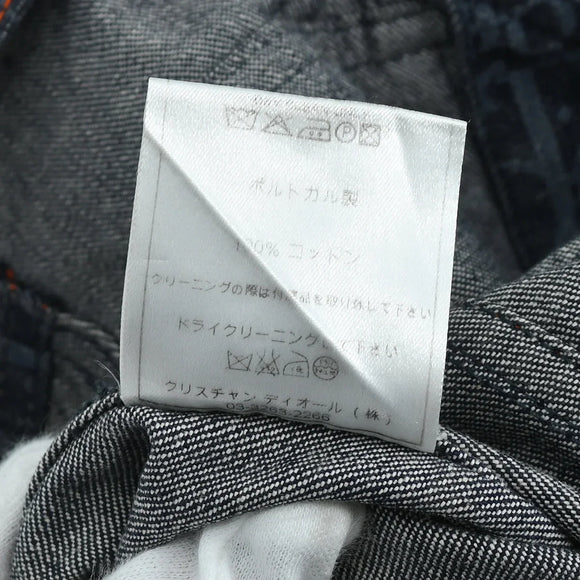 ポルトガル製
100% コットン
クリーニングの際は付属品を取り外して下さい
ドライクリーニングして下さい
クリスチャン ディオール (株)
03-3263-2266